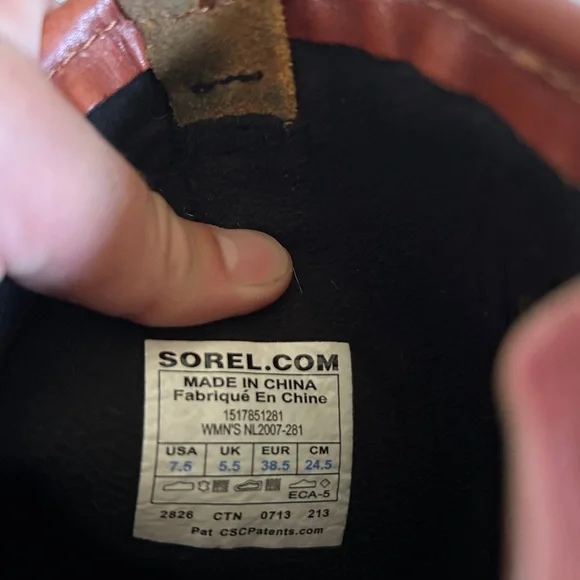 SOREL.COM
MADE IN CHINA
Fabriqué En Chine
1517851281
WMN'S NL2007-281
USA UK EUR CM
7.5 5.5 38.5 24.5
ECA-5
2826 CTN 0713 213
Pat CSCPatents.com